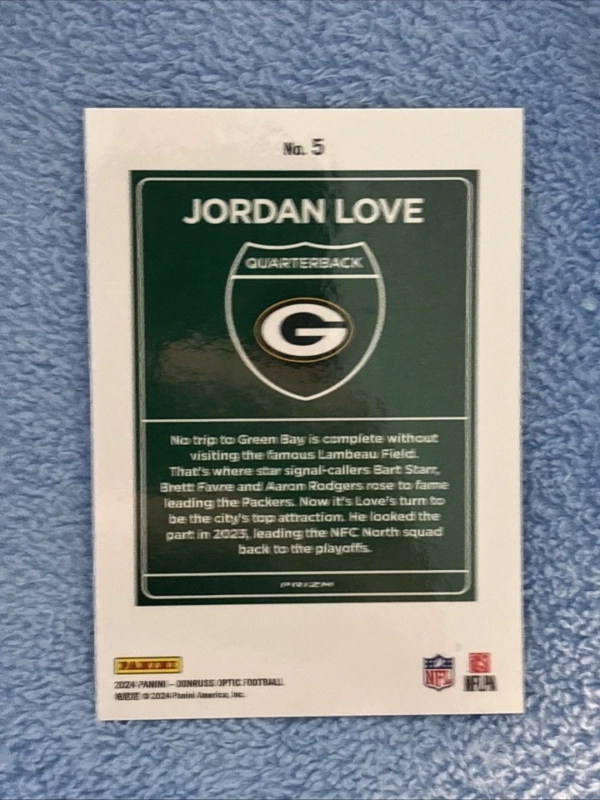 No. 5
JORDAN LOVE
QUARTERBACK
G
No trip to Green Bay is complete without
visiting the famous Lambeau Field.
That's where star signal-callers Bart Starr,
Brett Favre and Aaron Rodgers rose to fame
leading the Packers. Now it's Love's turn to
be the city's top attraction. He looked the
part in 2023, leading the NFC North squad
back to the playoffs.
PRIZM
PANINI
2024 PANINI – DONRUSS OPTIC FOOTBALL
© 2024 Panini America, Inc.
NFL
NFLPA